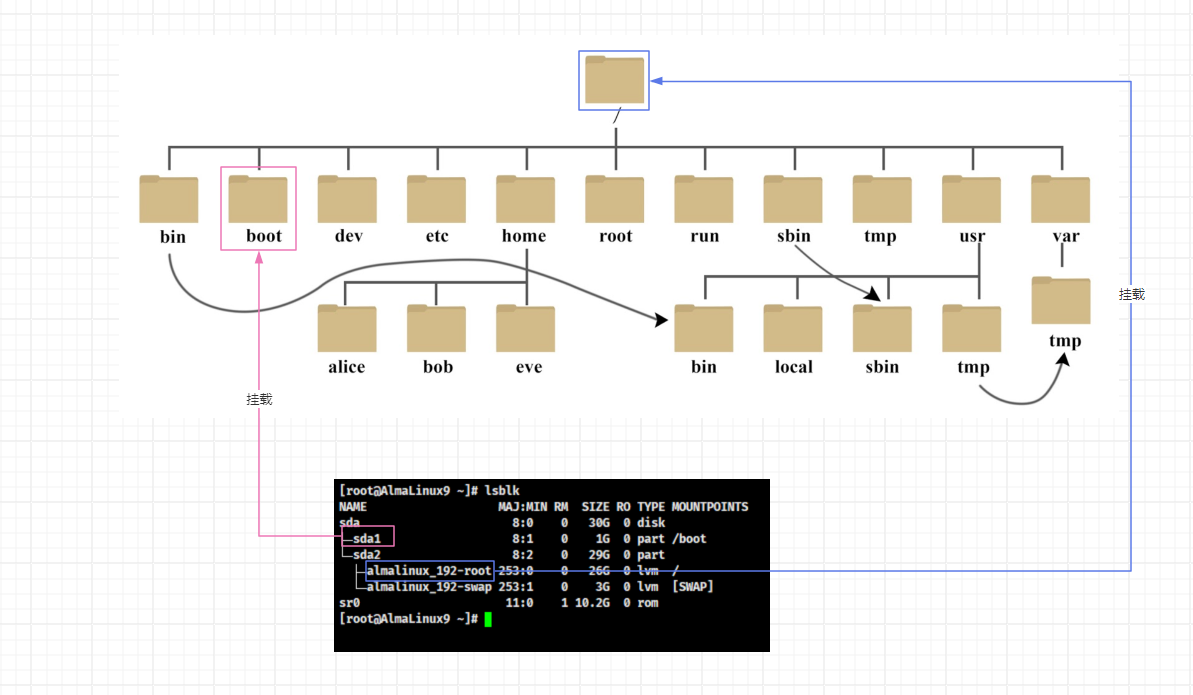 /
bin boot dev etc home root run sbin tmp usr var
挂载
tmp
alice bob eve bin local sbin tmp
挂载
[root@AlmaLinux9 ~]# lsblk
NAME MAJ:MIN RM SIZE RO TYPE MOUNTPOINTS
sda 8:0 0 30G 0 disk
├─sda1 8:1 0 1G 0 part /boot
└─sda2 8:2 0 29G 0 part
├─almalinux_192-root 253:0 0 26G 0 lvm /
└─almalinux_192-swap 253:1 0 3G 0 lvm [SWAP]
sr0 11:0 1 10.2G 0 rom
[root@AlmaLinux9 ~]#